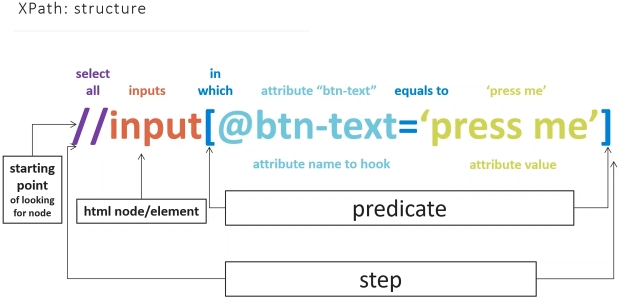 XPath: structure
select all
inputs
in which
attribute “btn-text”
equals to
‘press me’
//input[@btn-text=‘press me’]
attribute name to hook
attribute value
starting
point
of looking
for node
html node/element
predicate
step